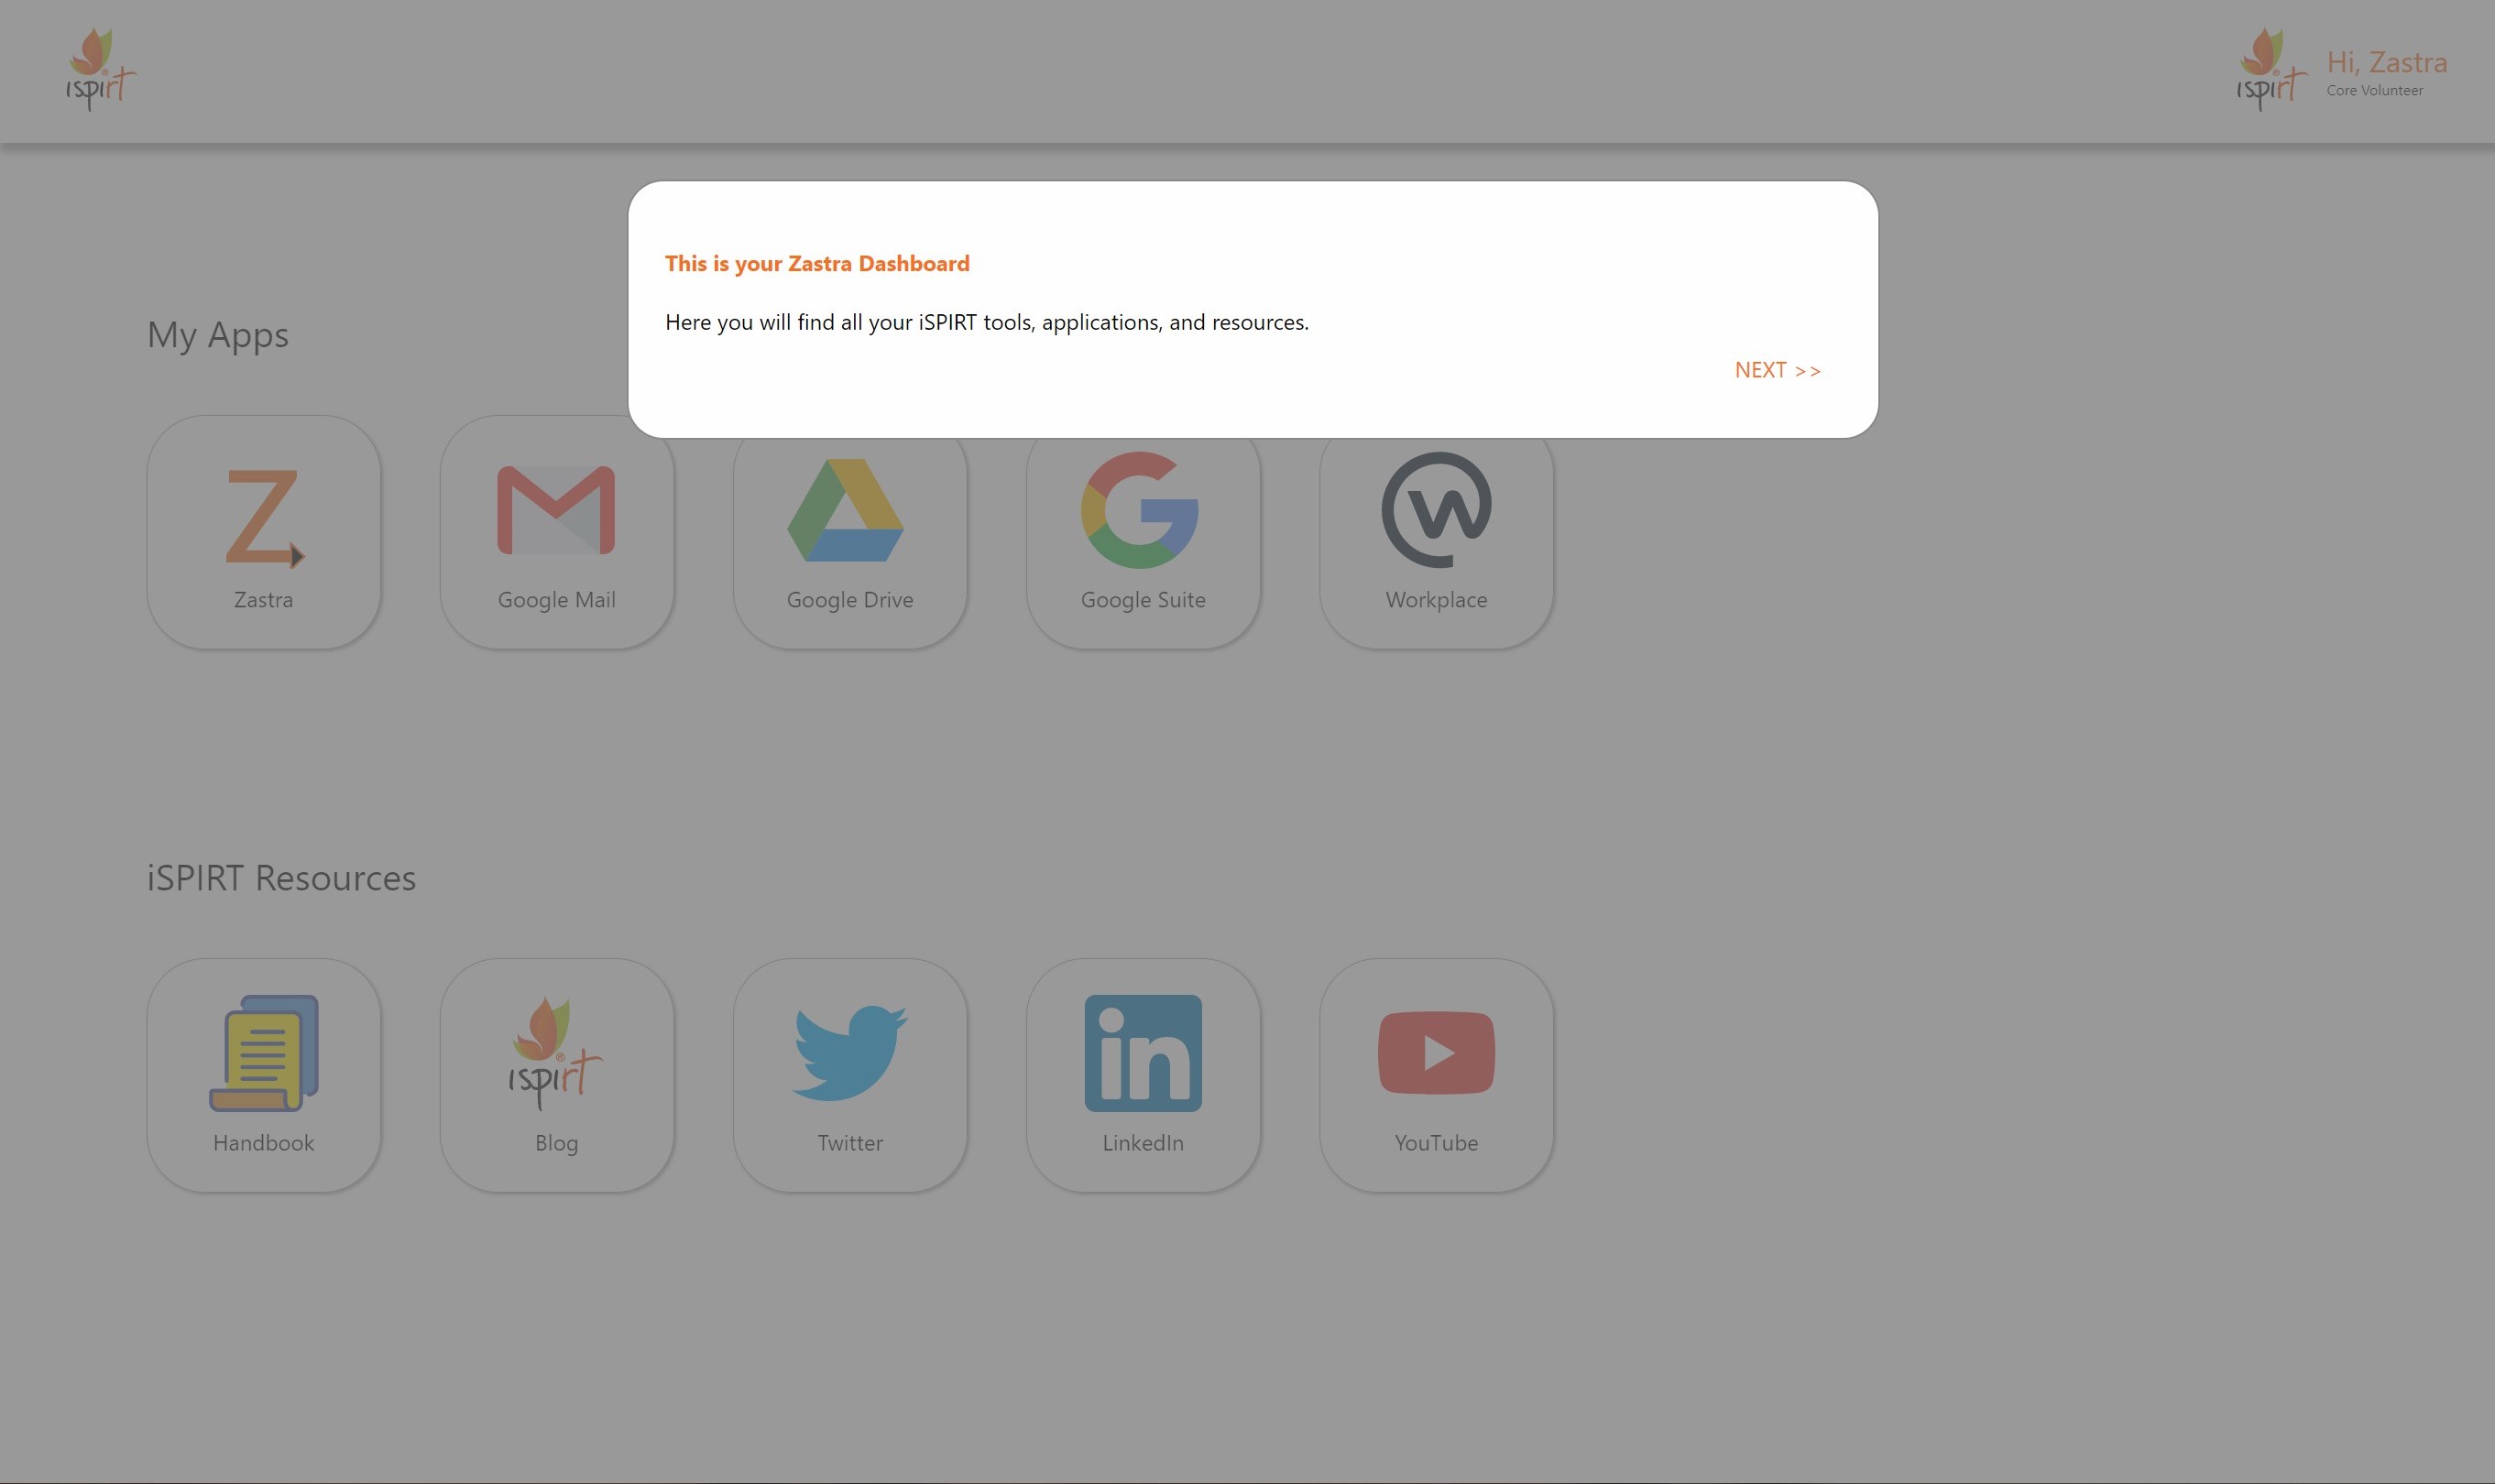 ispirt
ispirt
Hi, Zastra
Core Volunteer
This is your Zastra Dashboard
Here you will find all your iSPIRT tools, applications, and resources.
NEXT >>
My Apps
Zastra
Google Mail
Google Drive
Google Suite
Workplace
iSPIRT Resources
ispirt
Handbook
Blog
Twitter
LinkedIn
YouTube